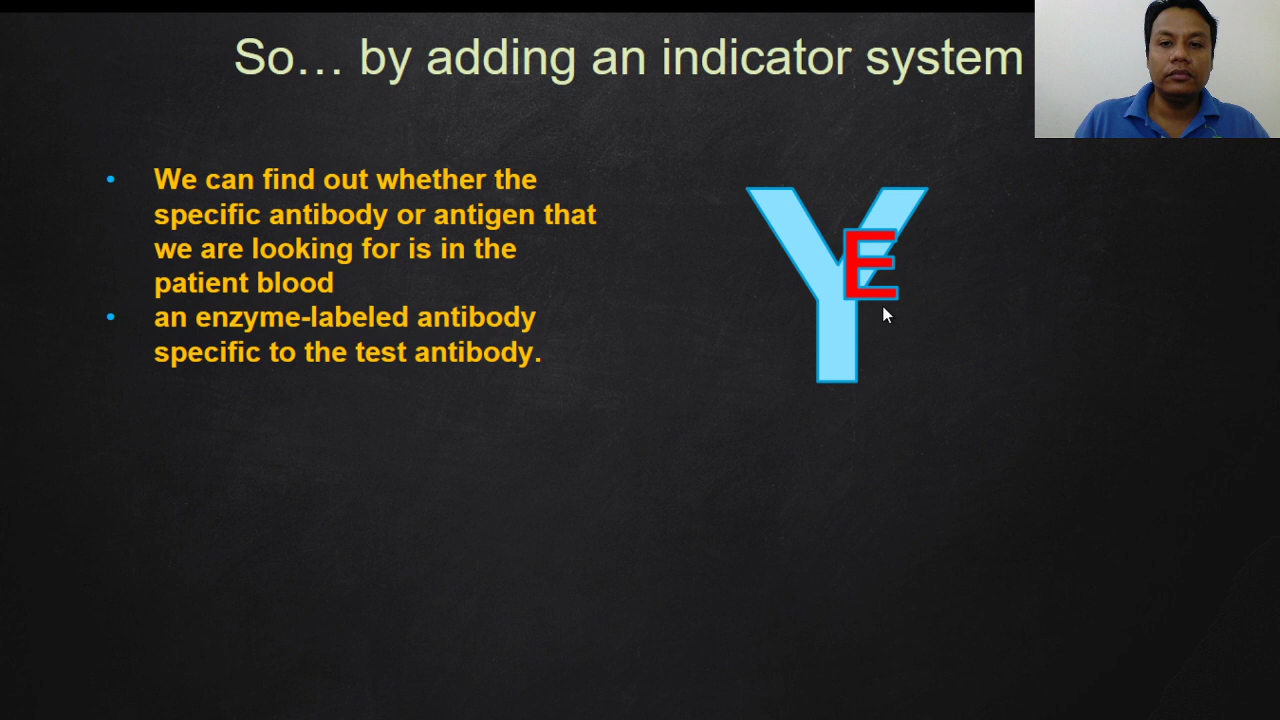 So… by adding an indicator system
• We can find out whether the
specific antibody or antigen that
we are looking for is in the
patient blood
• an enzyme-labeled antibody
specific to the test antibody.
Y
E